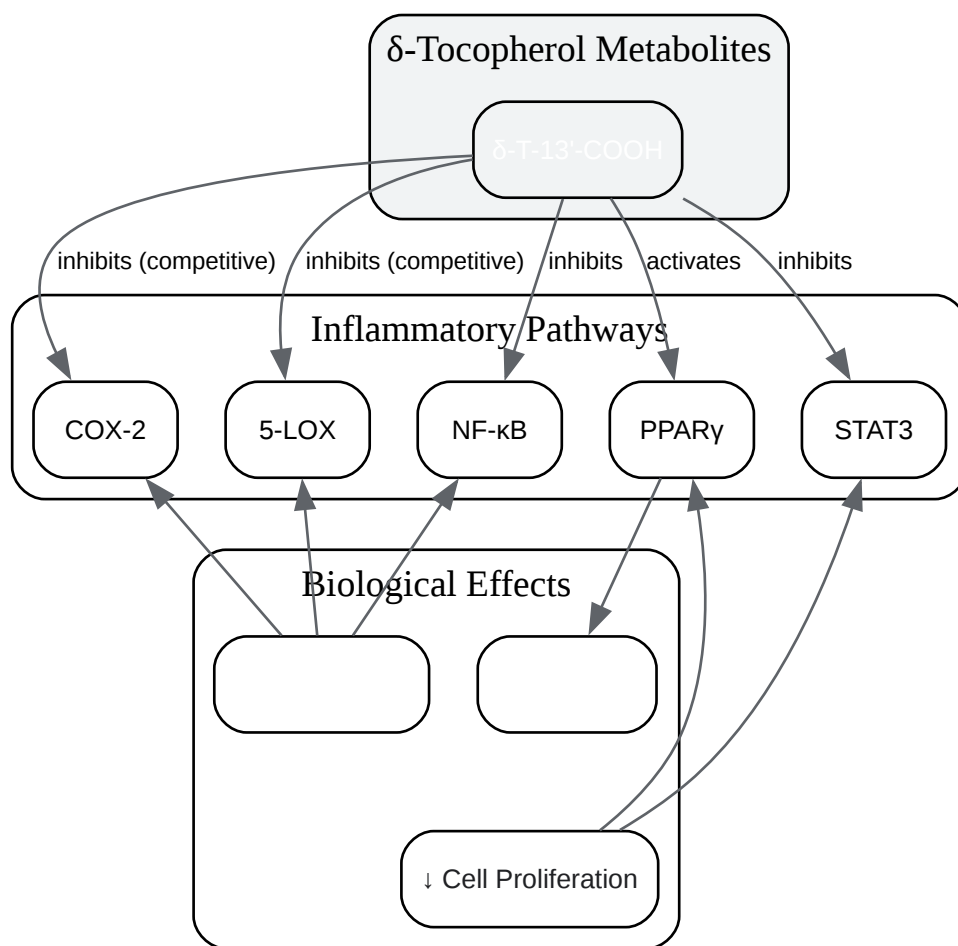 δ-Tocopherol Metabolites
δ-T-13'-COOH
inhibits (competitive)
inhibits (competitive)
inhibits
activates
inhibits
Inflammatory Pathways
COX-2
5-LOX
NF-κB
PPARγ
STAT3
Biological Effects
↓ Cell Proliferation